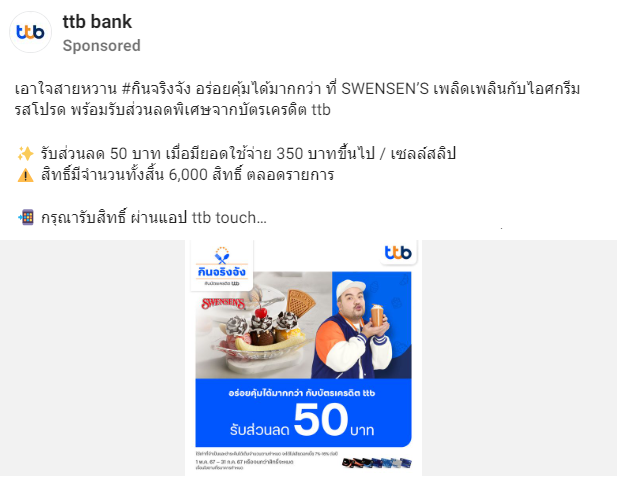 ttb
ttb bank
Sponsored
เอาใจสายหวาน #กินจริงจัง อร่อยคุ้มได้มากกว่า ที่ SWENSEN’S เพลิดเพลินกับไอศกรีม
รสโปรด พร้อมรับส่วนลดพิเศษจากบัตรเครดิต ttb
✨ รับส่วนลด 50 บาท เมื่อมียอดใช้จ่าย 350 บาทขึ้นไป / เซลล์สลิป
⚠️ สิทธิ์มีจำนวนทั้งสิ้น 6,000 สิทธิ์ ตลอดรายการ
📲 กรุณารับสิทธิ์ ผ่านแอป ttb touch…
กินจริงจัง
กับบัตรเครดิต ttb
ttb
SWENSEN'S
อร่อยคุ้มได้มากกว่า กับบัตรเครดิต ttb
รับส่วนลด 50 บาท
1 พ.ค. 67 – 31 ธ.ค. 67